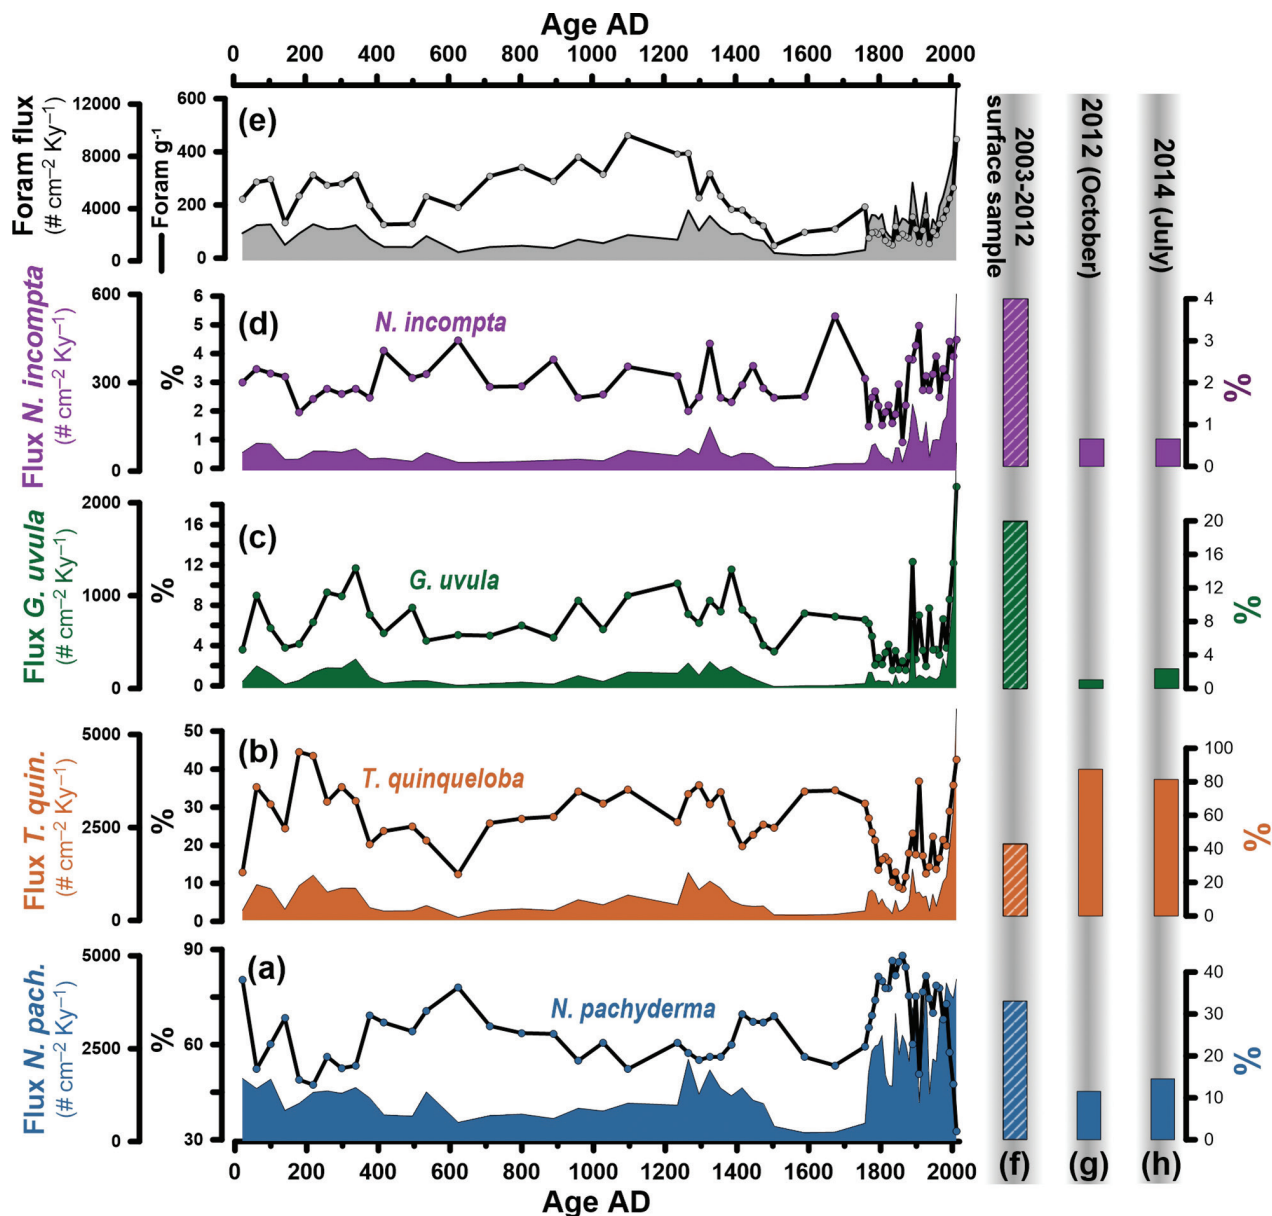 Age AD
0 200 400 600 800 1000 1200 1400 1600 1800 2000
Foram flux
(# cm⁻² Ky⁻¹)
12000
8000
4000
0
Foram g⁻¹
600
400
200
0
(e)
2003-2012
surface sample
2012 (October)
2014 (July)
Flux N. incompta
(# cm⁻² Ky⁻¹)
600
300
0
%
6
5
4
3
2
1
0
(d)
N. incompta
4
3
2
1
0
%
Flux G. uvula
(# cm⁻² Ky⁻¹)
2000
1000
0
%
16
12
8
4
0
(c)
G. uvula
20
16
12
8
4
0
%
Flux T. quin.
(# cm⁻² Ky⁻¹)
5000
2500
0
%
50
40
30
20
10
0
(b)
T. quinqueloba
100
80
60
40
20
0
%
Flux N. pach.
(# cm⁻² Ky⁻¹)
5000
2500
0
%
90
60
30
(a)
N. pachyderma
40
30
20
10
0
%
(f) (g) (h)
0 200 400 600 800 1000 1200 1400 1600 1800 2000
Age AD